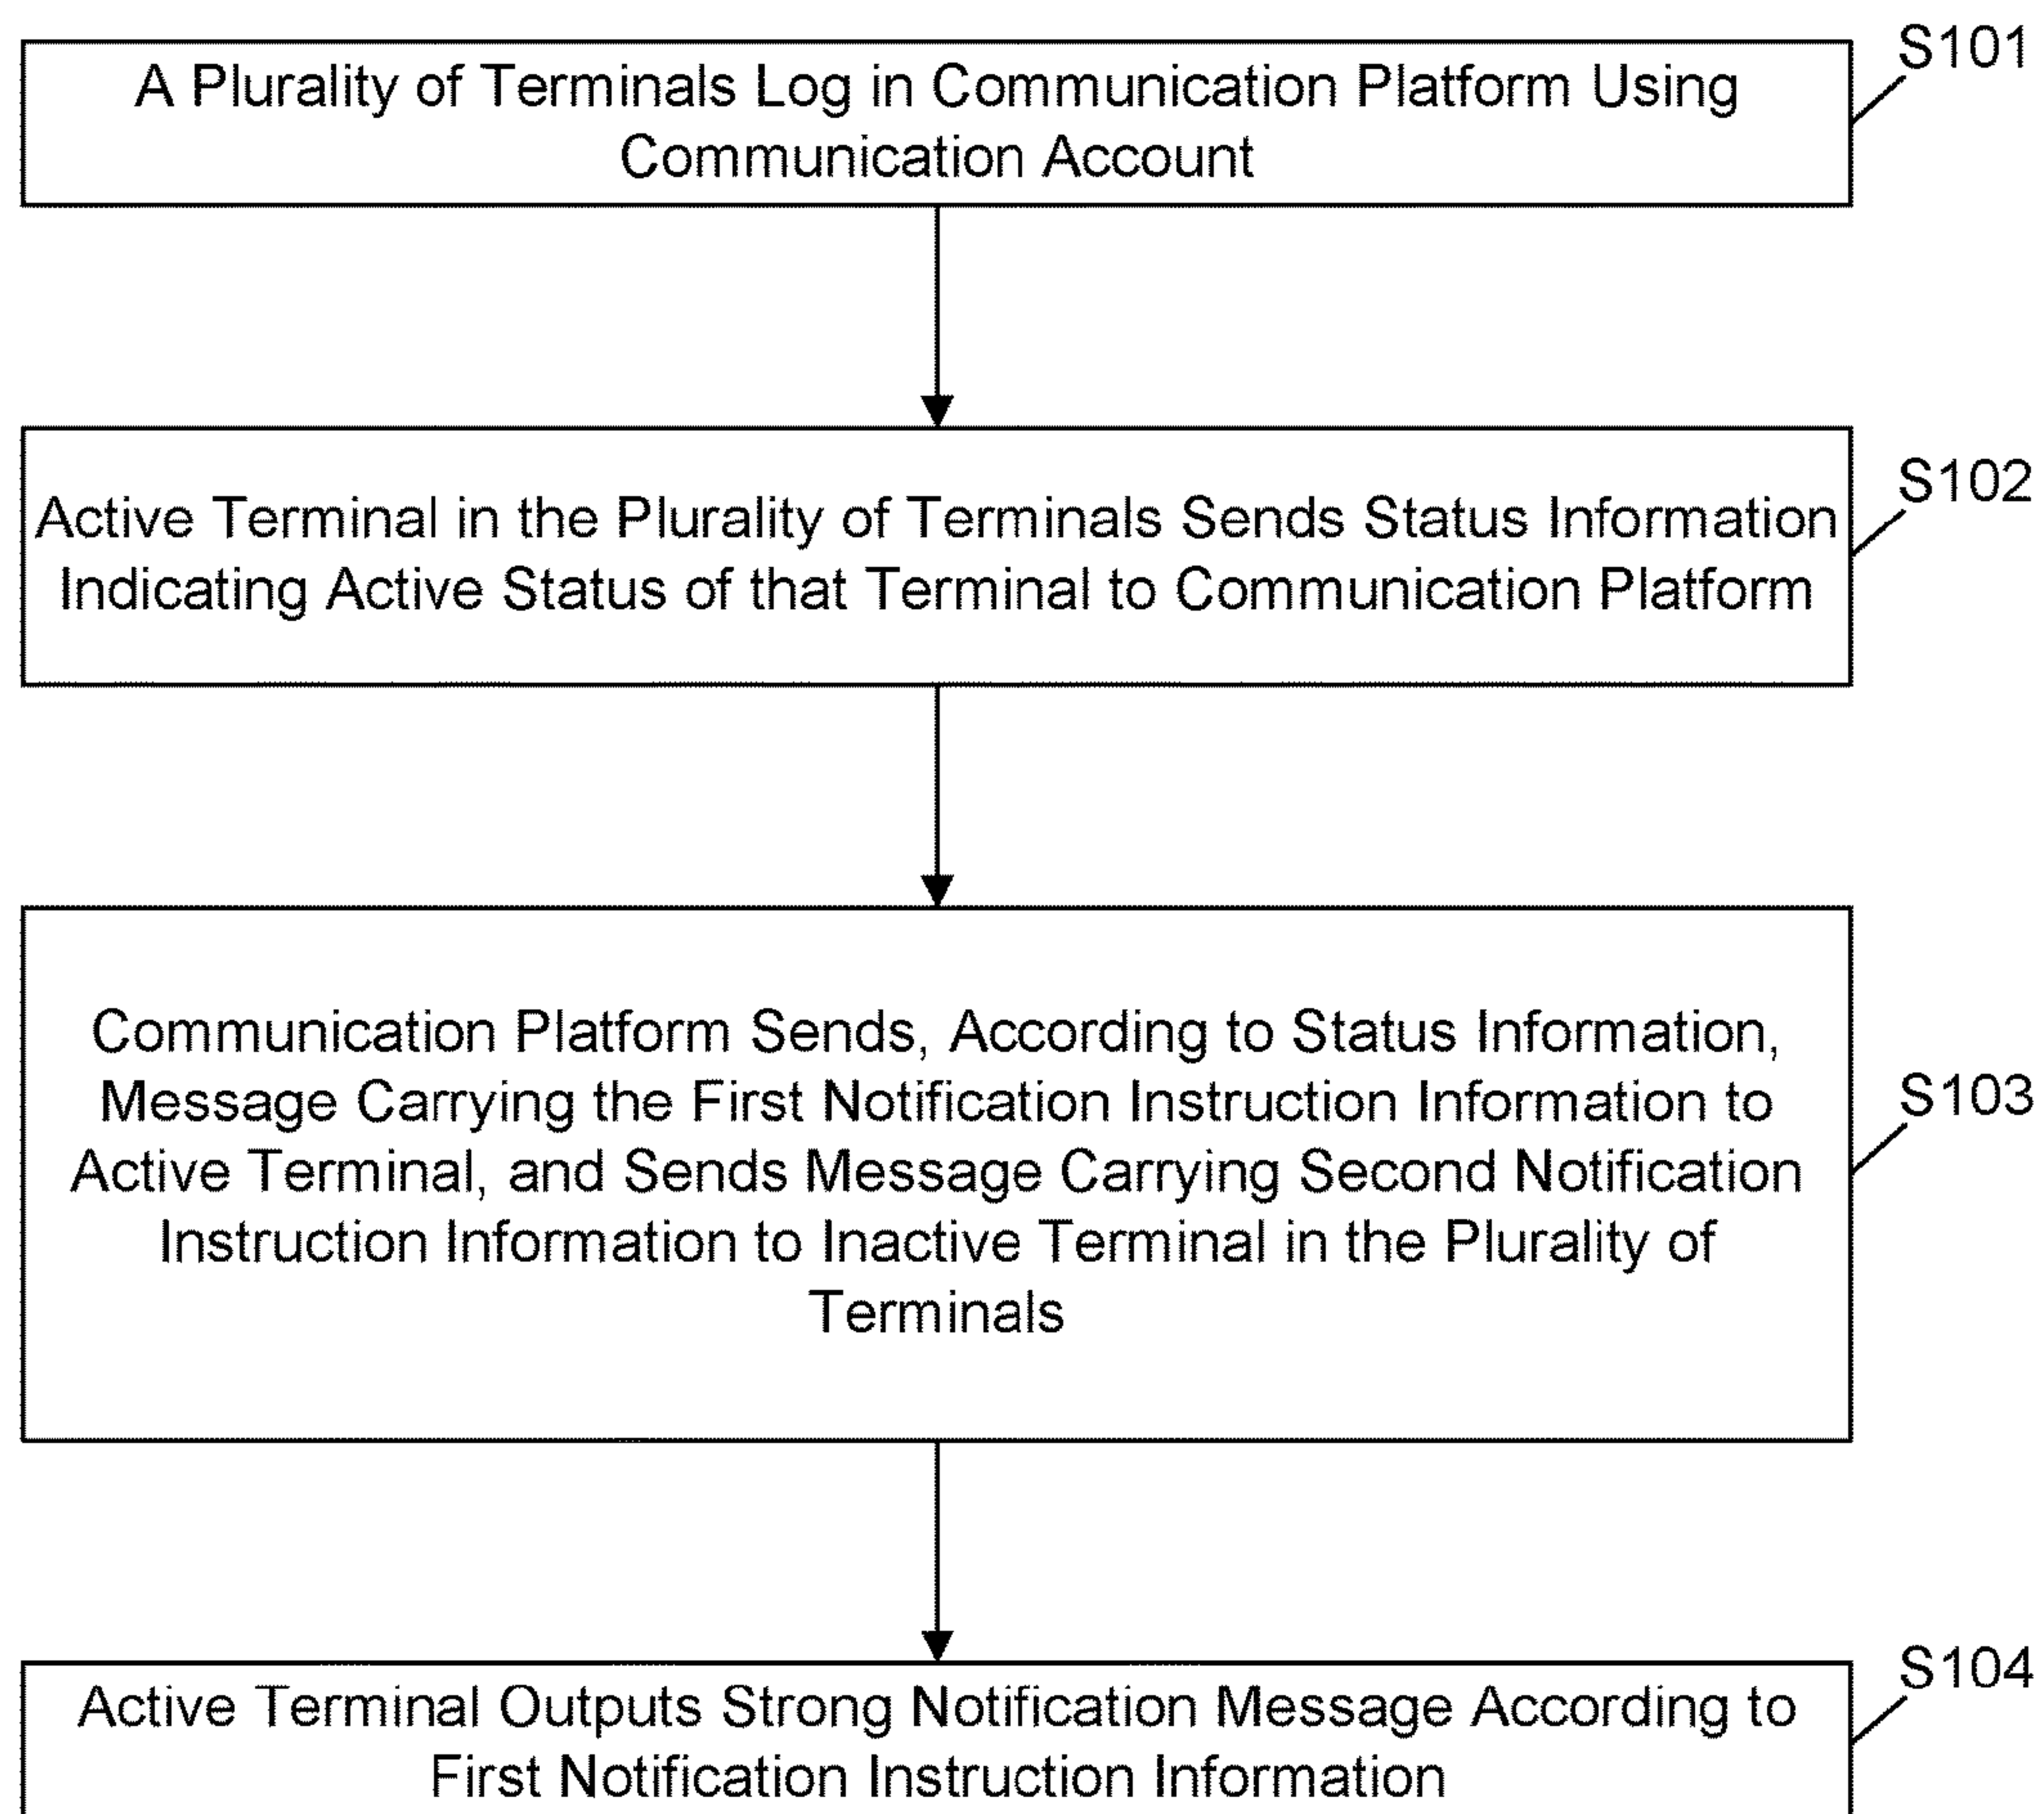 S101
A Plurality of Terminals Log in Communication Platform Using
Communication Account
S102
Active Terminal in the Plurality of Terminals Sends Status Information
Indicating Active Status of that Terminal to Communication Platform
Communication Platform Sends, According to Status Information,
Message Carrying the First Notification Instruction Information to
S103
Active Terminal, and Sends Message Carrying Second Notification
Instruction Information to Inactive Terminal in the Plurality of
Terminals
S104
Active Terminal Outputs Strong Notification Message According to
First Notification Instruction Information